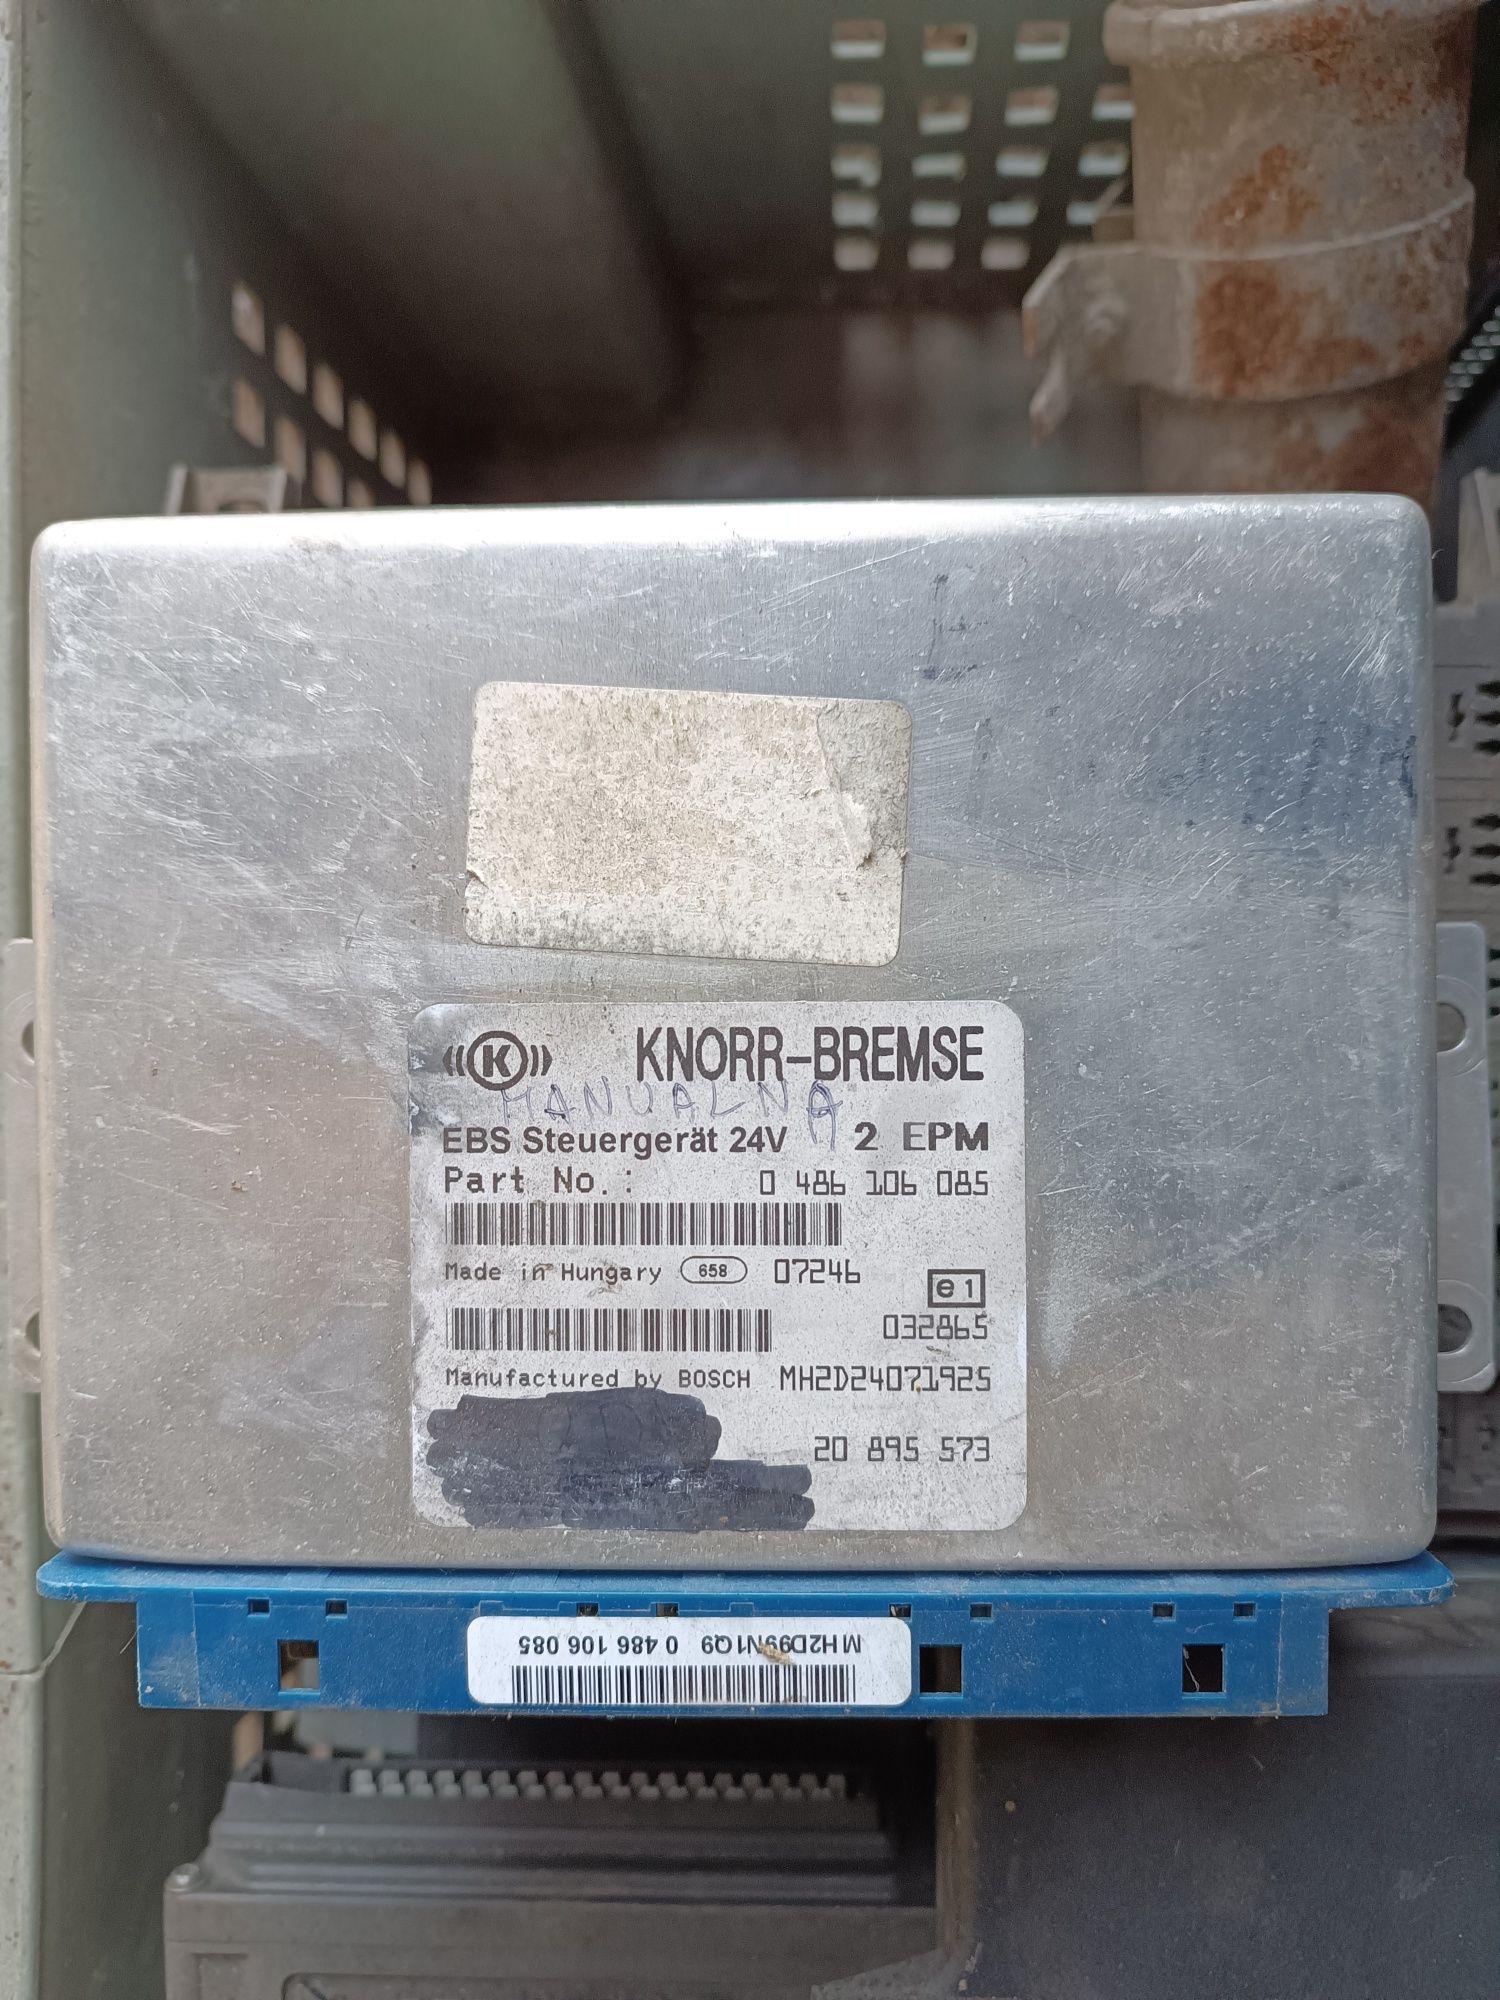 ((K)) KNORR-BREMSE
MANUALNA
EBS Steuergerät 24V 2 EPM
Part No.: 0 486 106 085
Made in Hungary 658 07246
e1
032865
Manufactured by BOSCH MH2D24071925
20 895 573
MH2D99N1Q9 0 486 106 085